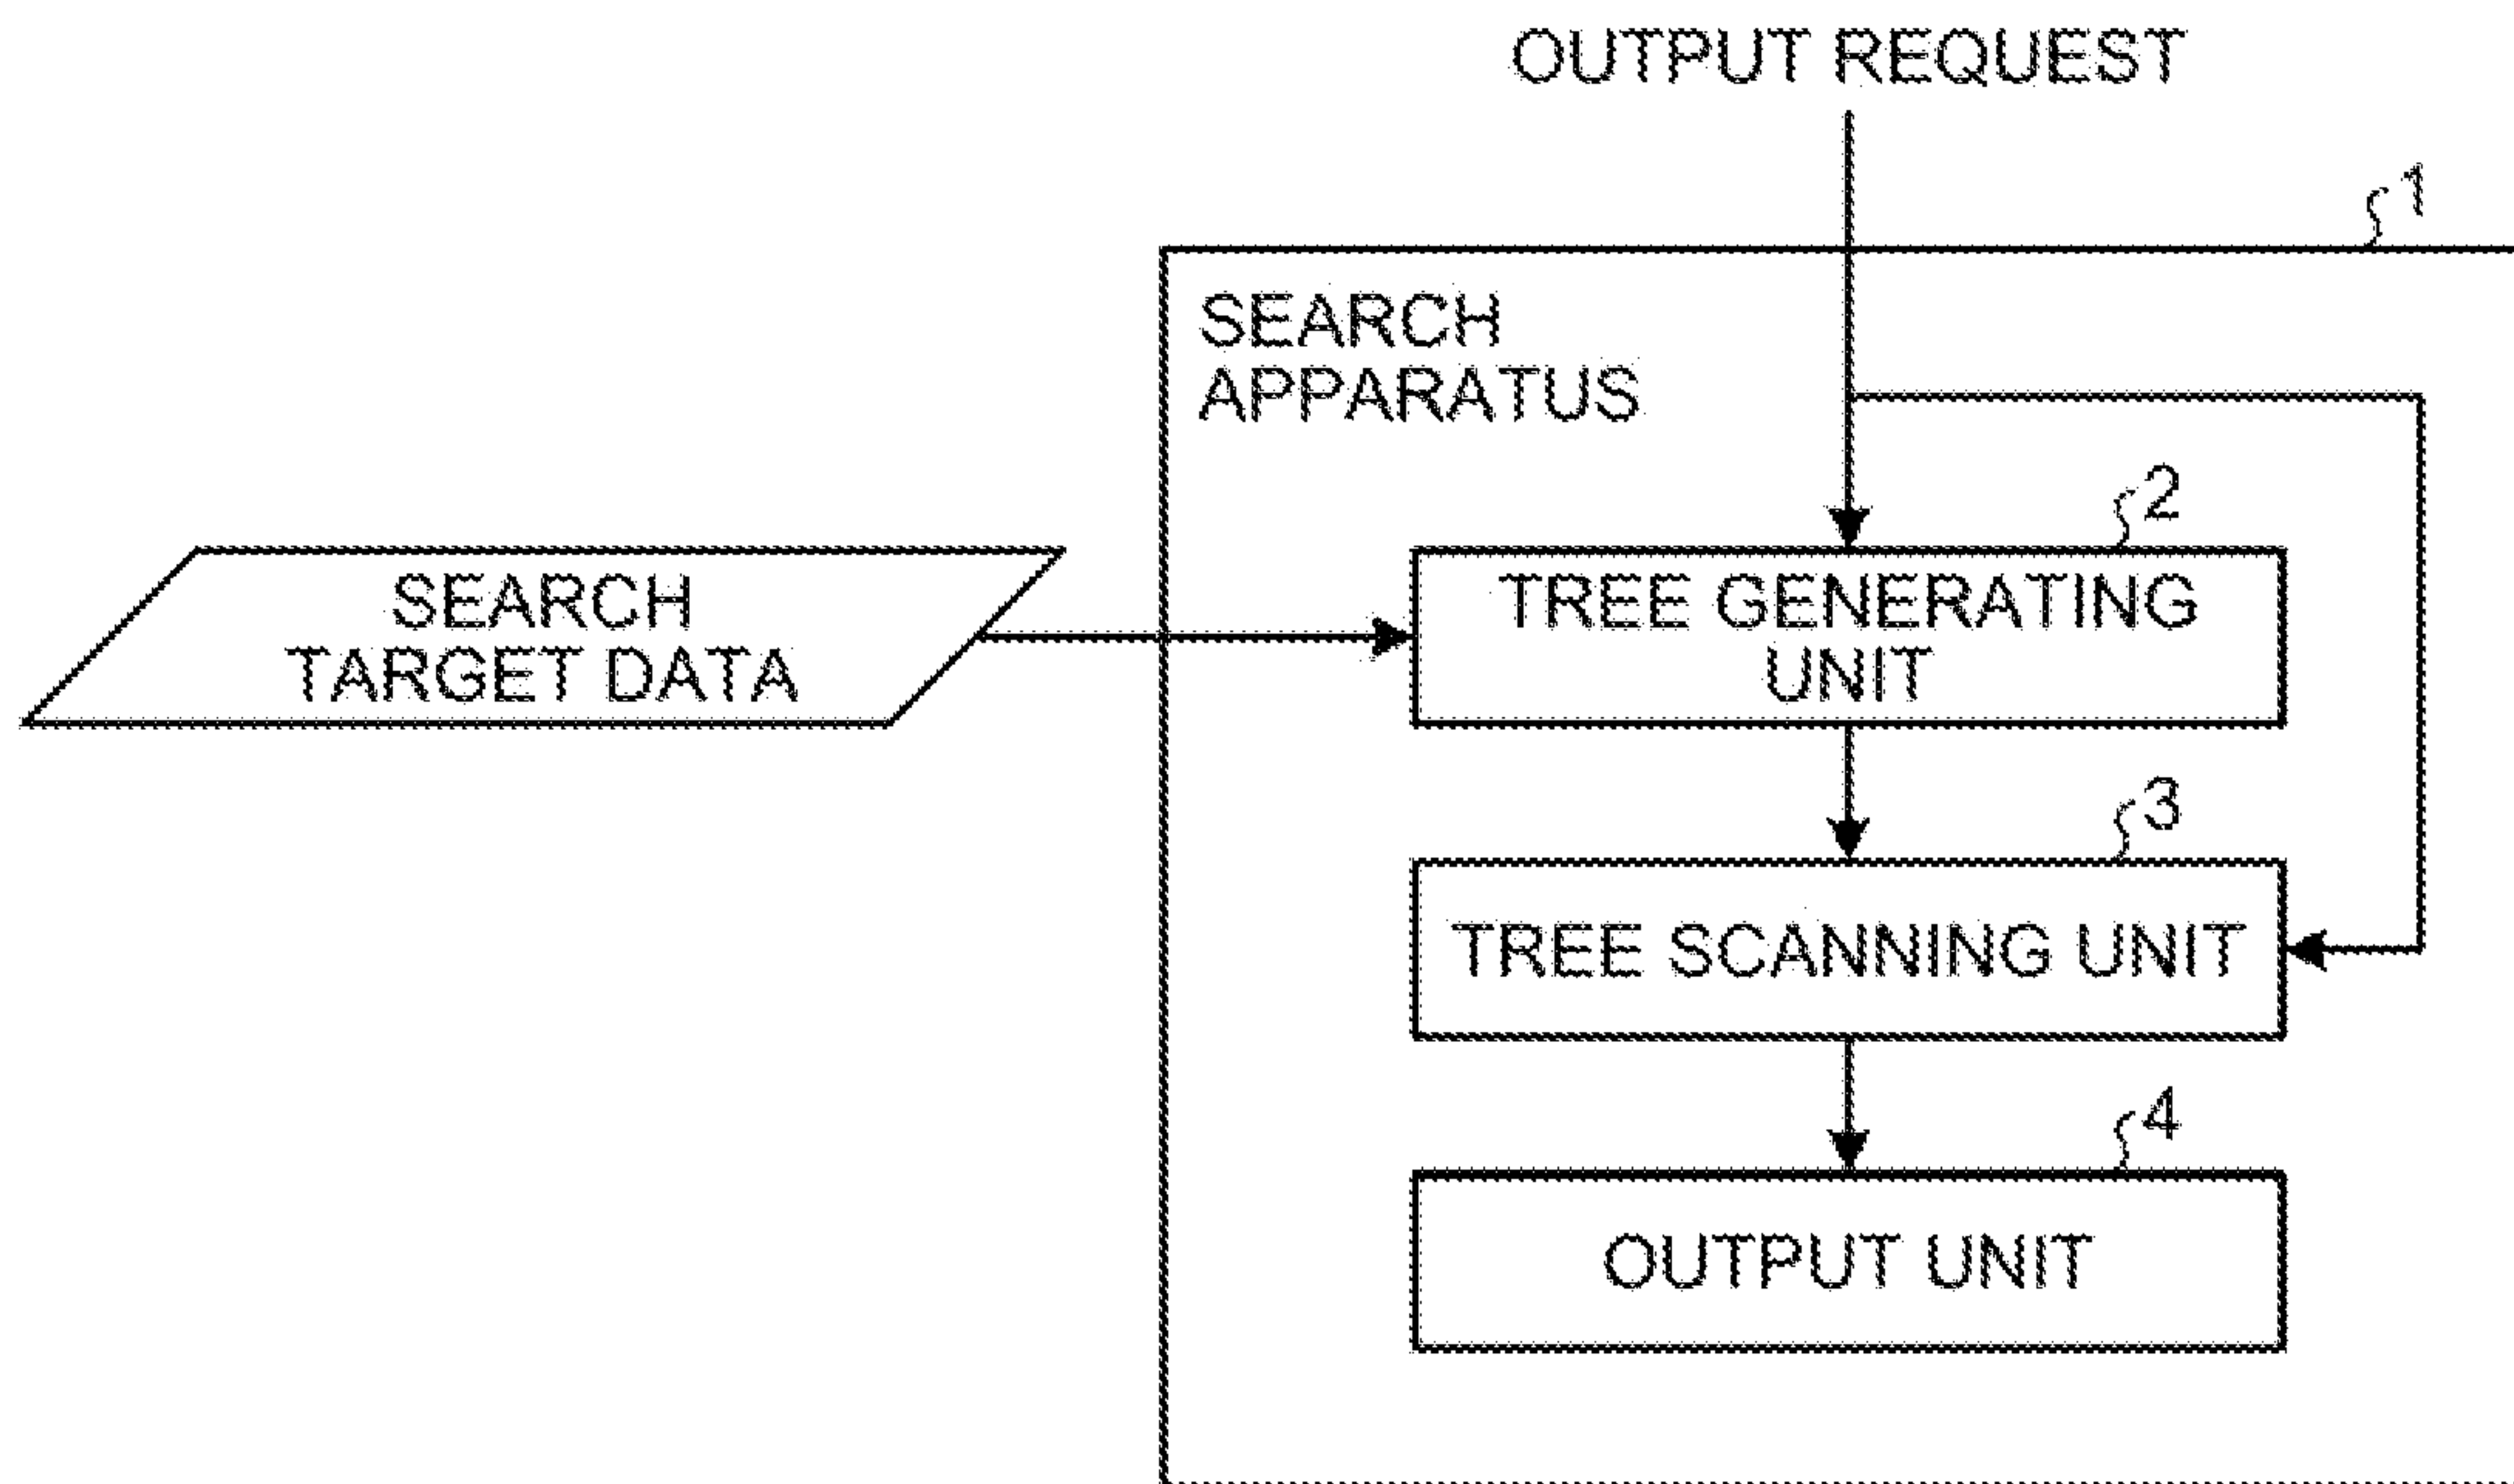 OUTPUT REQUEST
1
SEARCH
APPARATUS
2
SEARCH
TARGET DATA
TREE GENERATING
UNIT
3
TREE SCANNING UNIT
4
OUTPUT UNIT